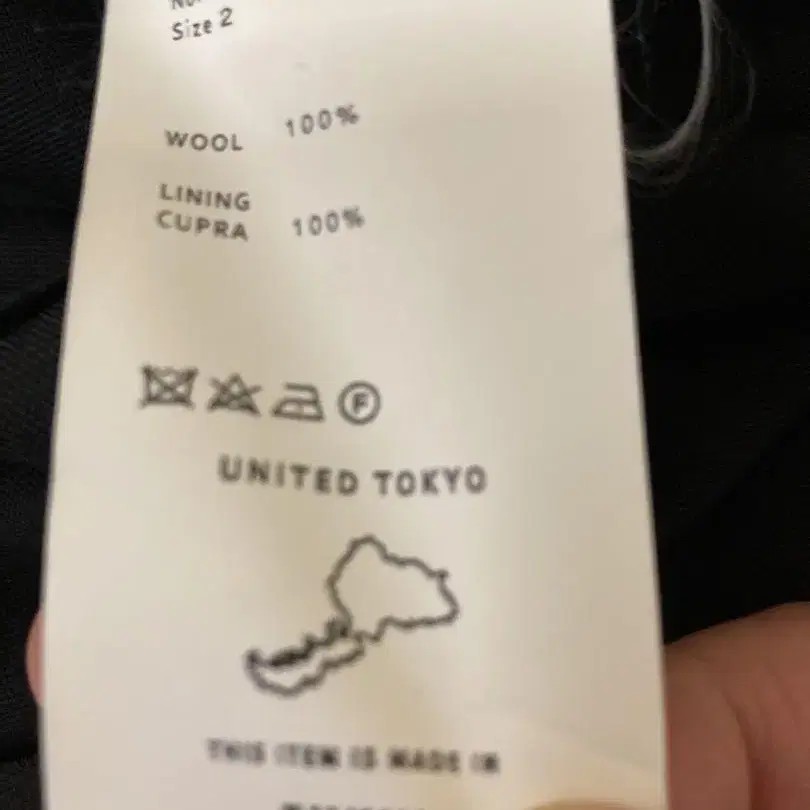 Size 2
WOOL 100%
LINING
CUPRA 100%
F
UNITED TOKYO
THIS ITEM IS MADE IN